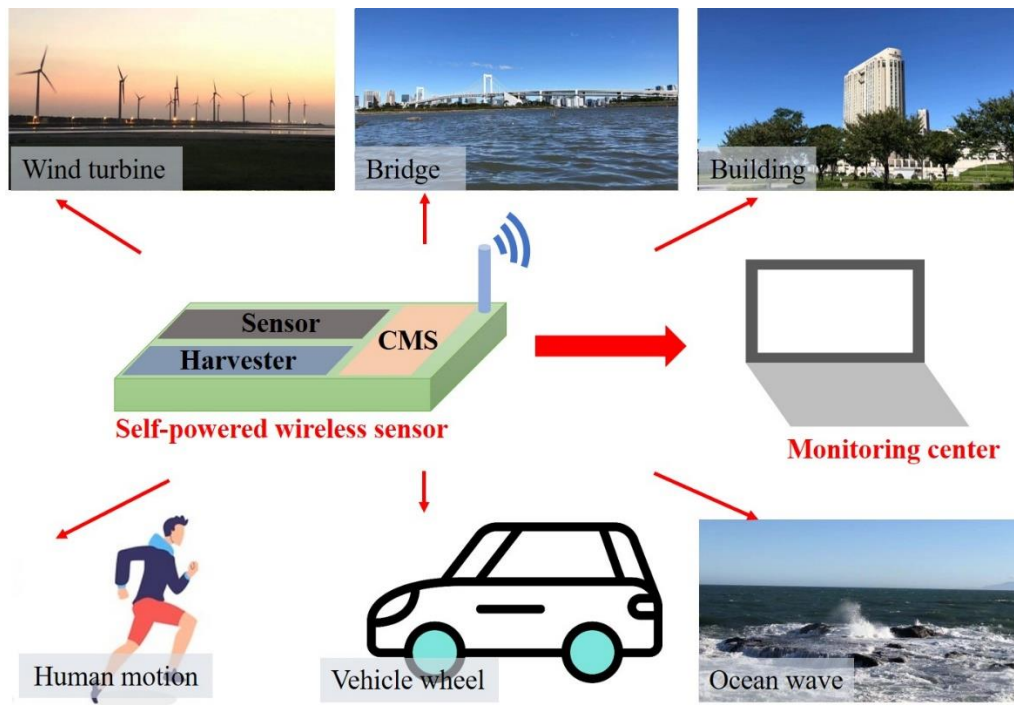 Wind turbine
Bridge
Building
Sensor
CMS
Harvester
Self-powered wireless sensor
Monitoring center
Human motion
Vehicle wheel
Ocean wave